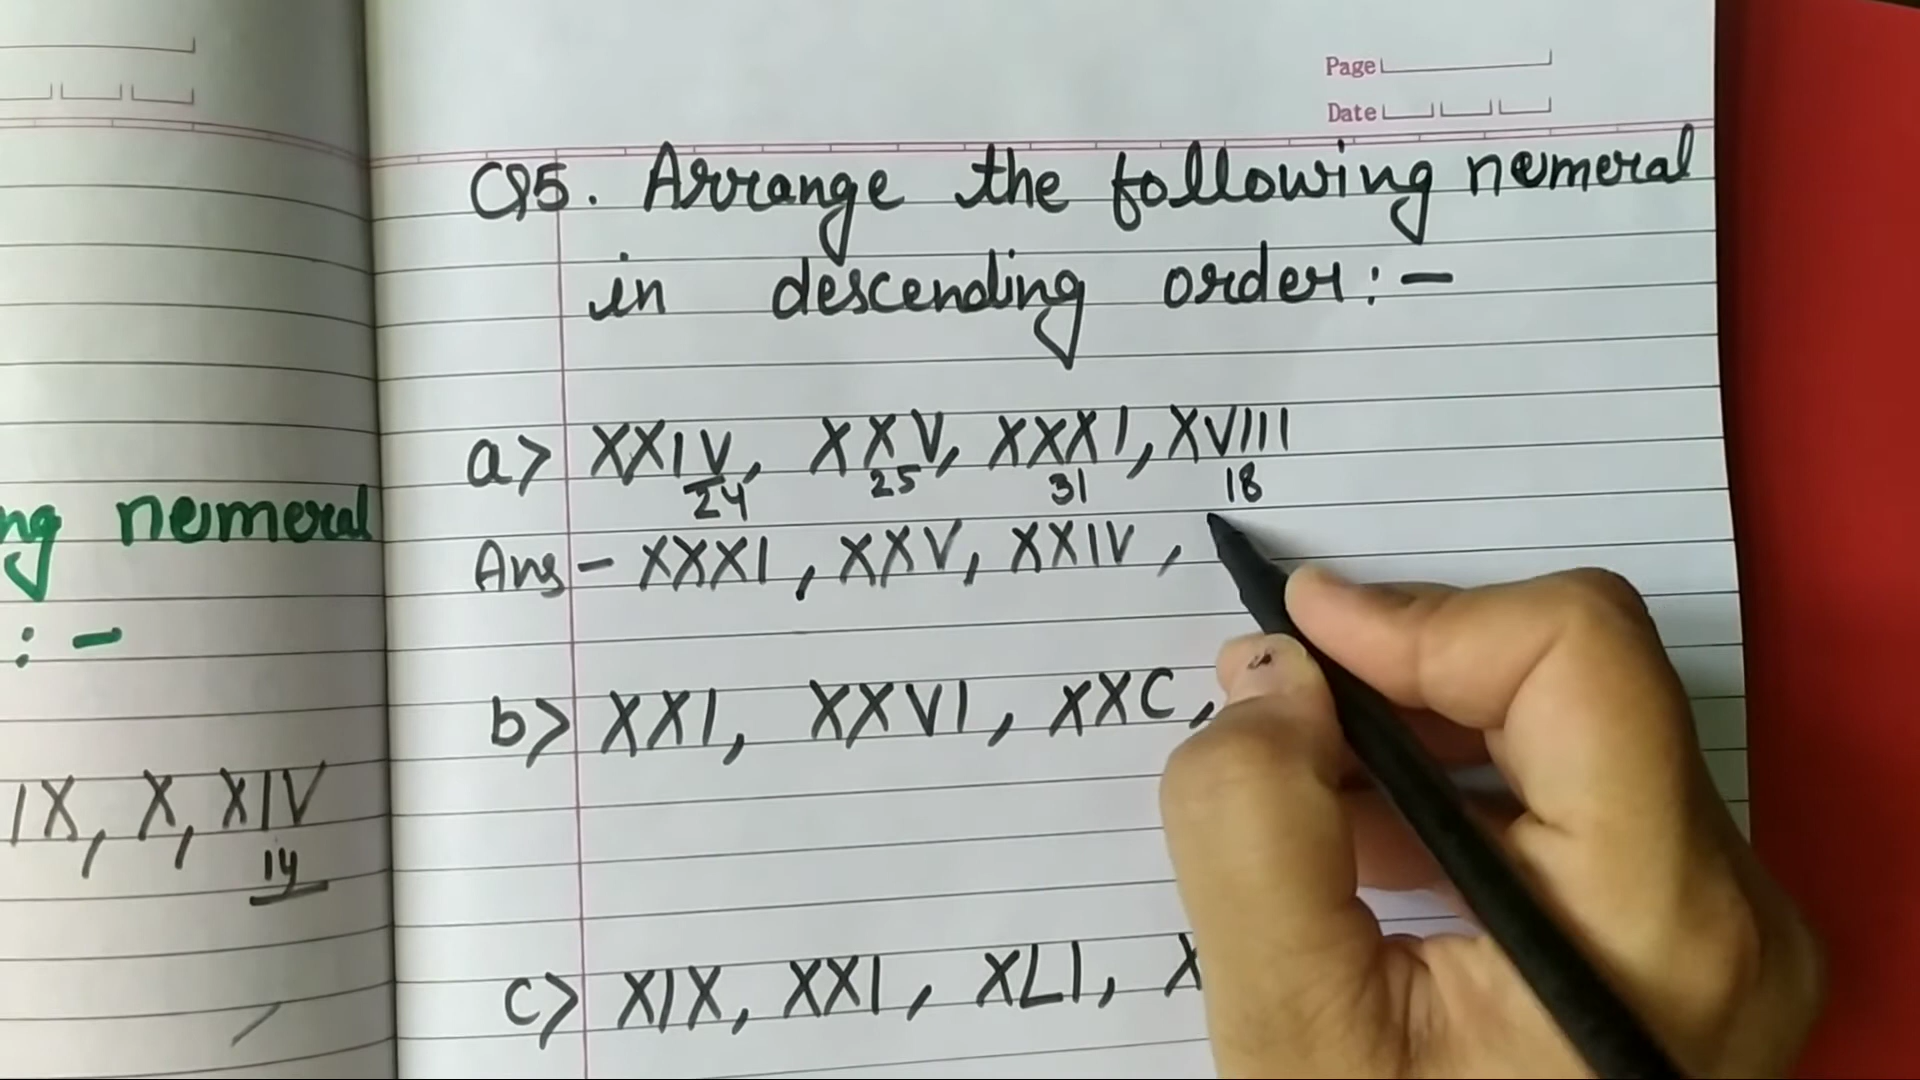 ng nemeral
: -
IX, X, XIV
14
Page
Date
Q5. Arrange the following nemeral
in descending order : -
a> XXIV, XXV, XXXI, XVIII
24 25 31 18
Ans - XXXI, XXV, XXIV,
b> XXI, XXVI, XXC,
c> XIX, XXI, XLI, X